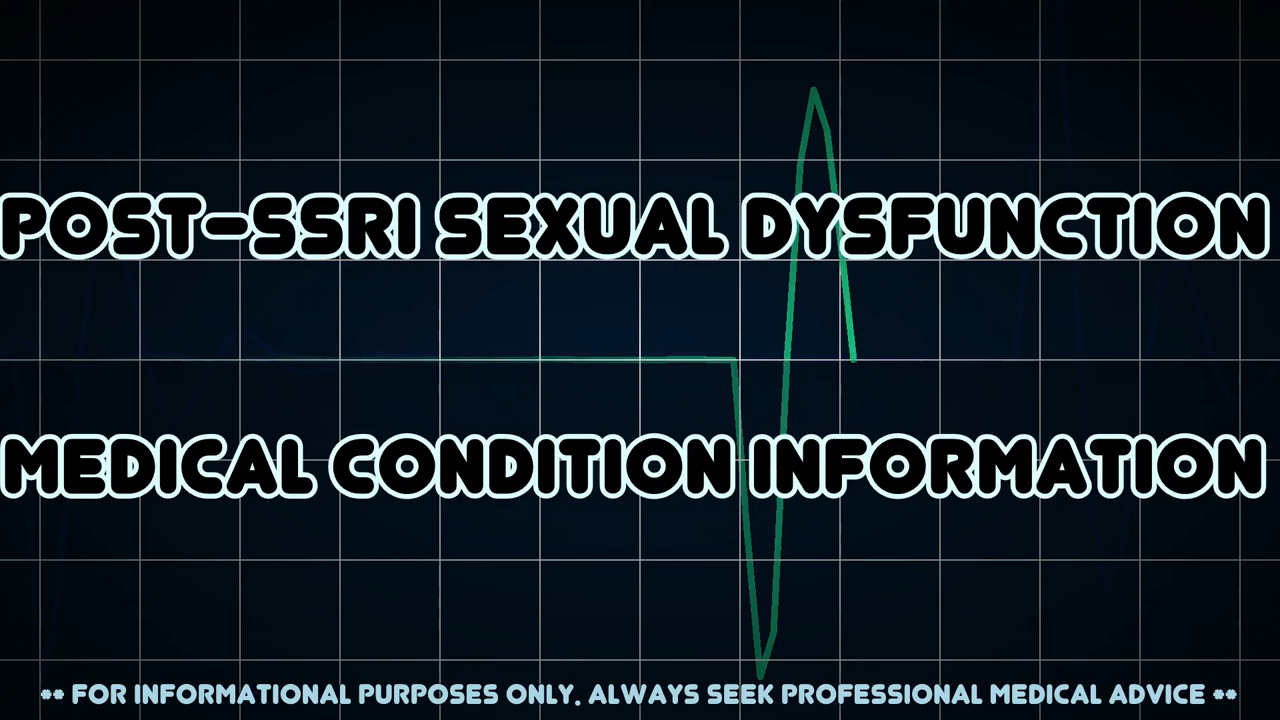 POST-SSRI SEXUAL DYSFUNCTION
MEDICAL CONDITION INFORMATION
** FOR INFORMATIONAL PURPOSES ONLY. ALWAYS SEEK PROFESSIONAL MEDICAL ADVICE **